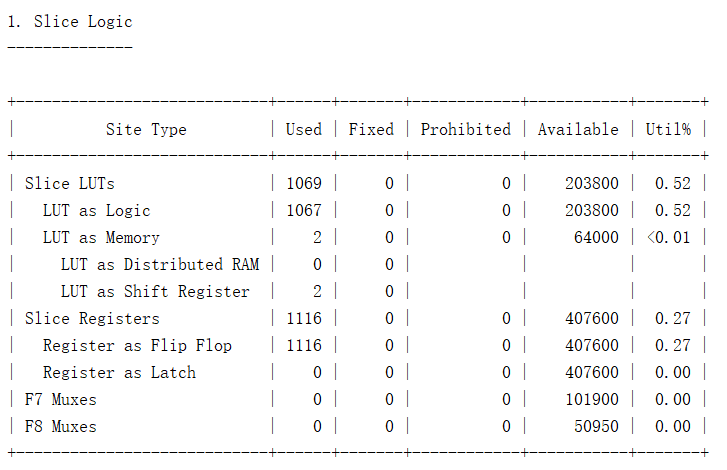 1. Slice Logic
--------------
+----------------------------+------+-------+------------+-----------+-------+
|          Site Type         | Used | Fixed | Prohibited | Available | Util% |
+----------------------------+------+-------+------------+-----------+-------+
| Slice LUTs                 | 1069 |     0 |          0 |    203800 |  0.52 |
|   LUT as Logic             | 1067 |     0 |          0 |    203800 |  0.52 |
|   LUT as Memory            |    2 |     0 |          0 |     64000 | <0.01 |
|     LUT as Distributed RAM |    0 |     0 |            |           |       |
|     LUT as Shift Register  |    2 |     0 |            |           |       |
| Slice Registers            | 1116 |     0 |          0 |    407600 |  0.27 |
|   Register as Flip Flop    | 1116 |     0 |          0 |    407600 |  0.27 |
|   Register as Latch        |    0 |     0 |          0 |    407600 |  0.00 |
| F7 Muxes                   |    0 |     0 |          0 |    101900 |  0.00 |
| F8 Muxes                   |    0 |     0 |          0 |     50950 |  0.00 |
+----------------------------+------+-------+------------+-----------+-------+